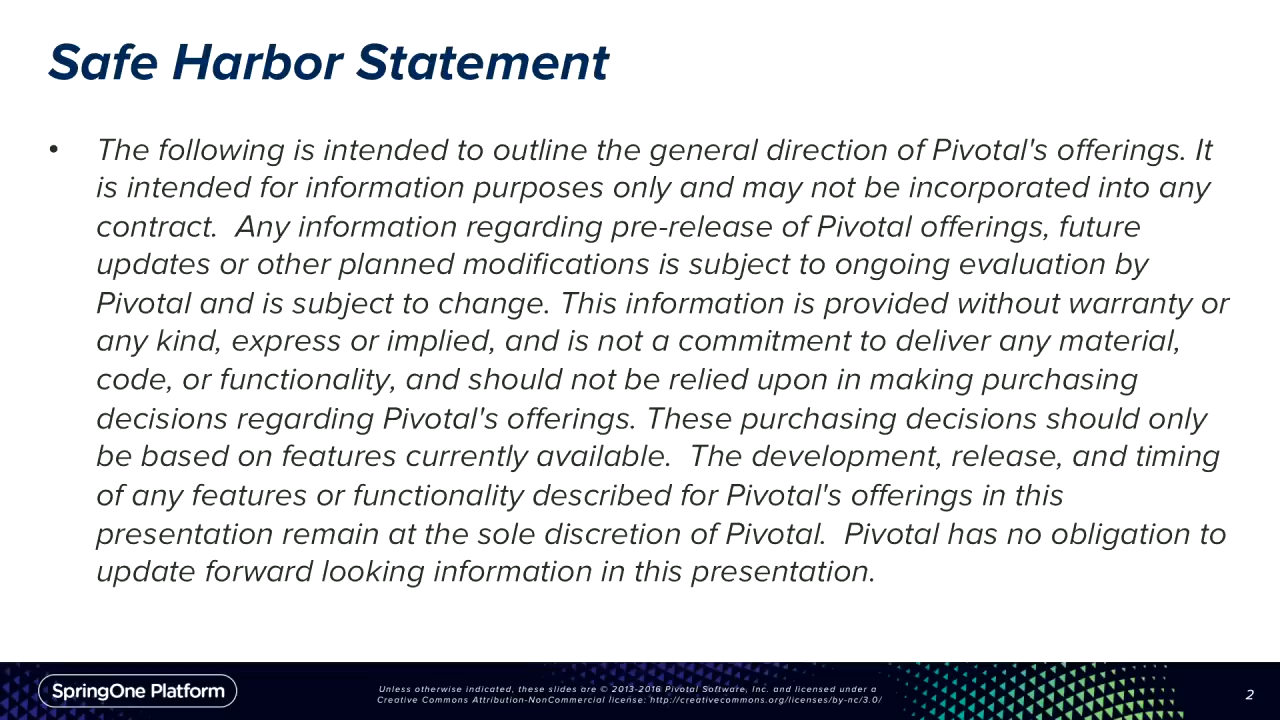 Safe Harbor Statement
• The following is intended to outline the general direction of Pivotal's offerings. It
is intended for information purposes only and may not be incorporated into any
contract.  Any information regarding pre-release of Pivotal offerings, future
updates or other planned modifications is subject to ongoing evaluation by
Pivotal and is subject to change. This information is provided without warranty or
any kind, express or implied, and is not a commitment to deliver any material,
code, or functionality, and should not be relied upon in making purchasing
decisions regarding Pivotal's offerings. These purchasing decisions should only
be based on features currently available.  The development, release, and timing
of any features or functionality described for Pivotal's offerings in this
presentation remain at the sole discretion of Pivotal.  Pivotal has no obligation to
update forward looking information in this presentation.
SpringOne Platform
Unless otherwise indicated, these slides are © 2013-2016 Pivotal Software, Inc. and licensed under a
Creative Commons Attribution-NonCommercial license: http://creativecommons.org/licenses/by-nc/3.0/
2